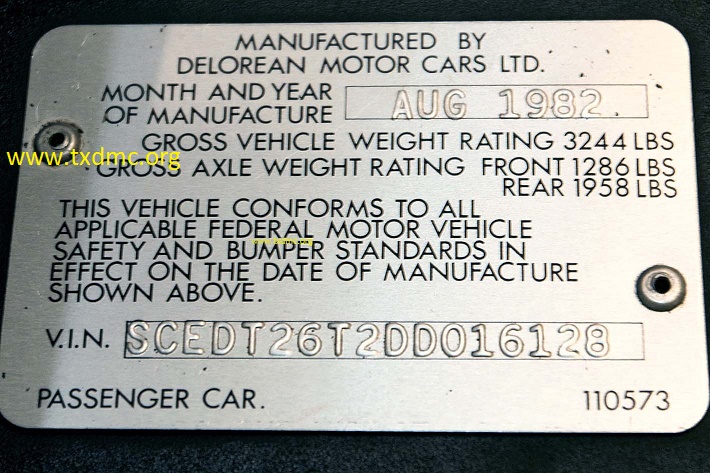 MANUFACTURED BY
DELOREAN MOTOR CARS LTD.
MONTH AND YEAR
OF MANUFACTURE AUG 1982
GROSS VEHICLE WEIGHT RATING 3244 LBS
www.txdmc.org
GROSS AXLE WEIGHT RATING FRONT 1286 LBS
REAR 1958 LBS
THIS VEHICLE CONFORMS TO ALL
APPLICABLE FEDERAL MOTOR VEHICLE
www.txdmc.org
SAFETY AND BUMPER STANDARDS IN
EFFECT ON THE DATE OF MANUFACTURE
SHOWN ABOVE.
V.I.N. SCEDT26T2DD016128
PASSENGER CAR. 110573